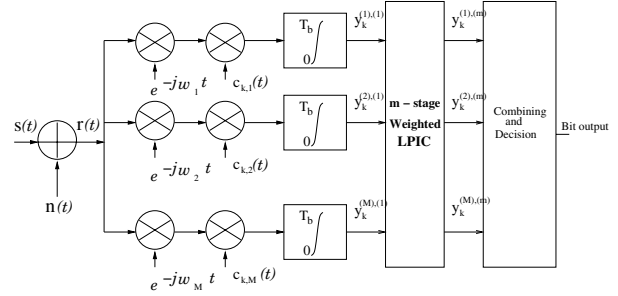 T_b
0∫
y_k^{(1),(1)}
y_k^{(1),(m)}
e^{-jw_1 t}
c_{k,1}(t)
s(t)
r(t)
n(t)
T_b
0∫
y_k^{(2),(1)}
y_k^{(2),(m)}
e^{-jw_2 t}
c_{k,2}(t)
m - stage
Weighted
LPIC
Combining
and
Decision
Bit output
T_b
0∫
y_k^{(M),(1)}
y_k^{(M),(m)}
e^{-jw_M t}
c_{k,M}(t)